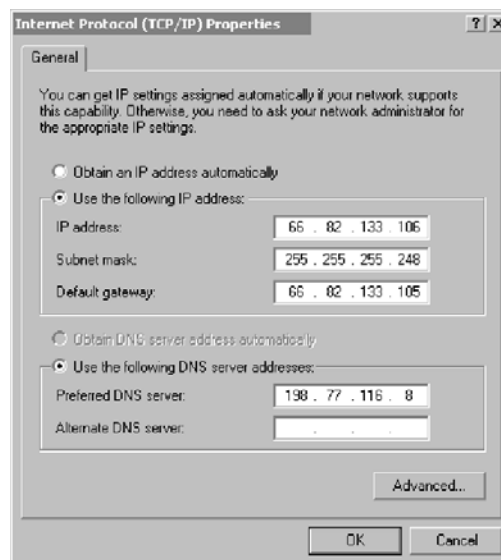 Internet Protocol (TCP/IP) Properties ? X
General
You can get IP settings assigned automatically if your network supports
this capability. Otherwise, you need to ask your network administrator for
the appropriate IP settings.
Obtain an IP address automatically
Use the following IP address:
IP address: 66 . 82 . 133 . 106
Subnet mask: 255 . 255 . 255 . 248
Default gateway: 66 . 82 . 133 . 105
Obtain DNS server address automatically
Use the following DNS server addresses:
Preferred DNS server: 198 . 77 . 116 . 8
Alternate DNS server: . . .
Advanced...
OK Cancel